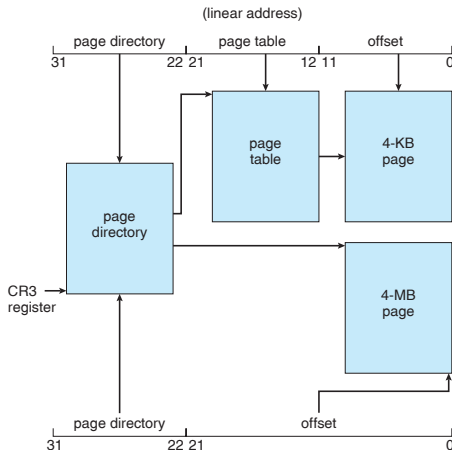 (linear address)
page directory page table offset
31 22 21 12 11 0
page
table
4-KB
page
page
directory
4-MB
page
CR3
register
page directory offset
31 22 21 0